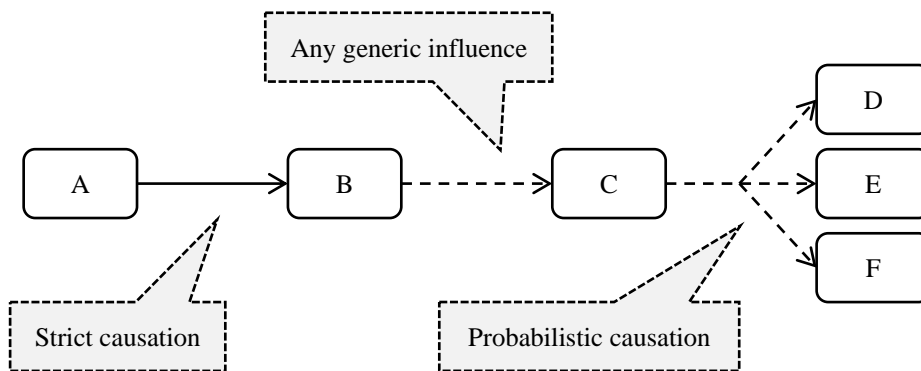 Any generic influence
D
A
B
C
E
F
Strict causation
Probabilistic causation